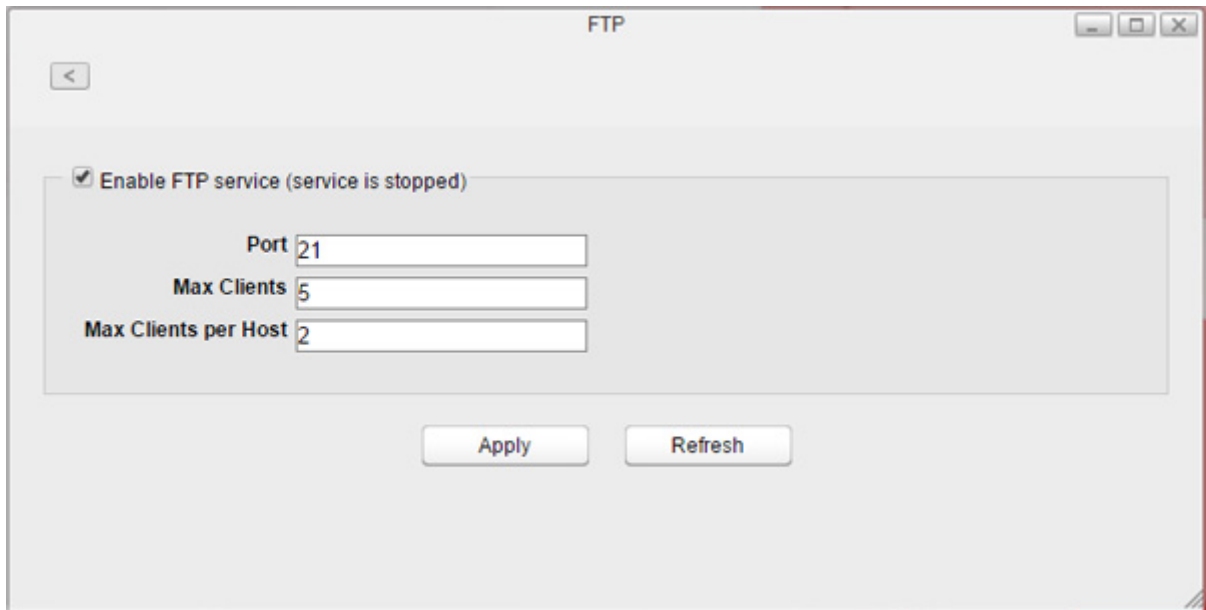 FTP
<
Enable FTP service (service is stopped)
Port 21
Max Clients 5
Max Clients per Host 2
Apply Refresh